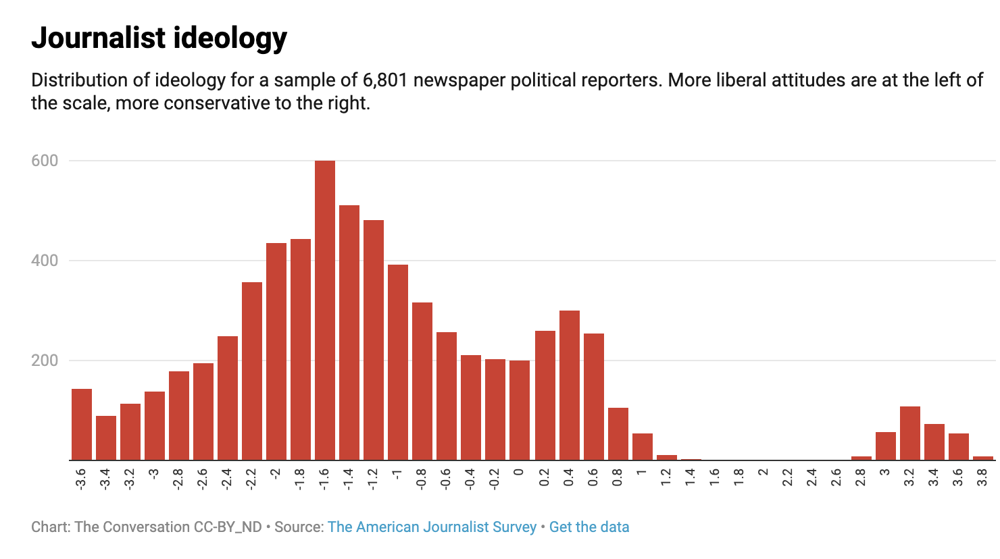 Journalist ideology
Distribution of ideology for a sample of 6,801 newspaper political reporters. More liberal attitudes are at the left of
the scale, more conservative to the right.
600
400
200
-3.6 -3.4 -3.2 -3 -2.8 -2.6 -2.4 -2.2 -2 -1.8 -1.6 -1.4 -1.2 -1 -0.8 -0.6 -0.4 -0.2 0 0.2 0.4 0.6 0.8 1 1.2 1.4 1.6 1.8 2 2.2 2.4 2.6 2.8 3 3.2 3.4 3.6 3.8
Chart: The Conversation CC-BY_ND • Source: The American Journalist Survey • Get the data